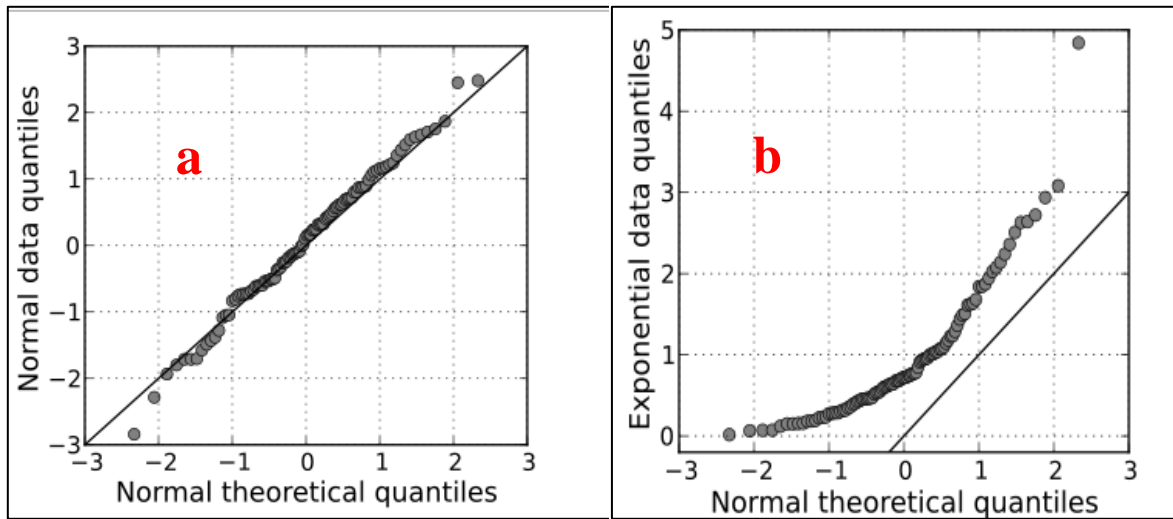 Normal data quantiles
3
2
1
0
−1
−2
−3
a
−3 −2 −1 0 1 2 3
Normal theoretical quantiles
Exponential data quantiles
5
4
3
2
1
0
b
−3 −2 −1 0 1 2 3
Normal theoretical quantiles